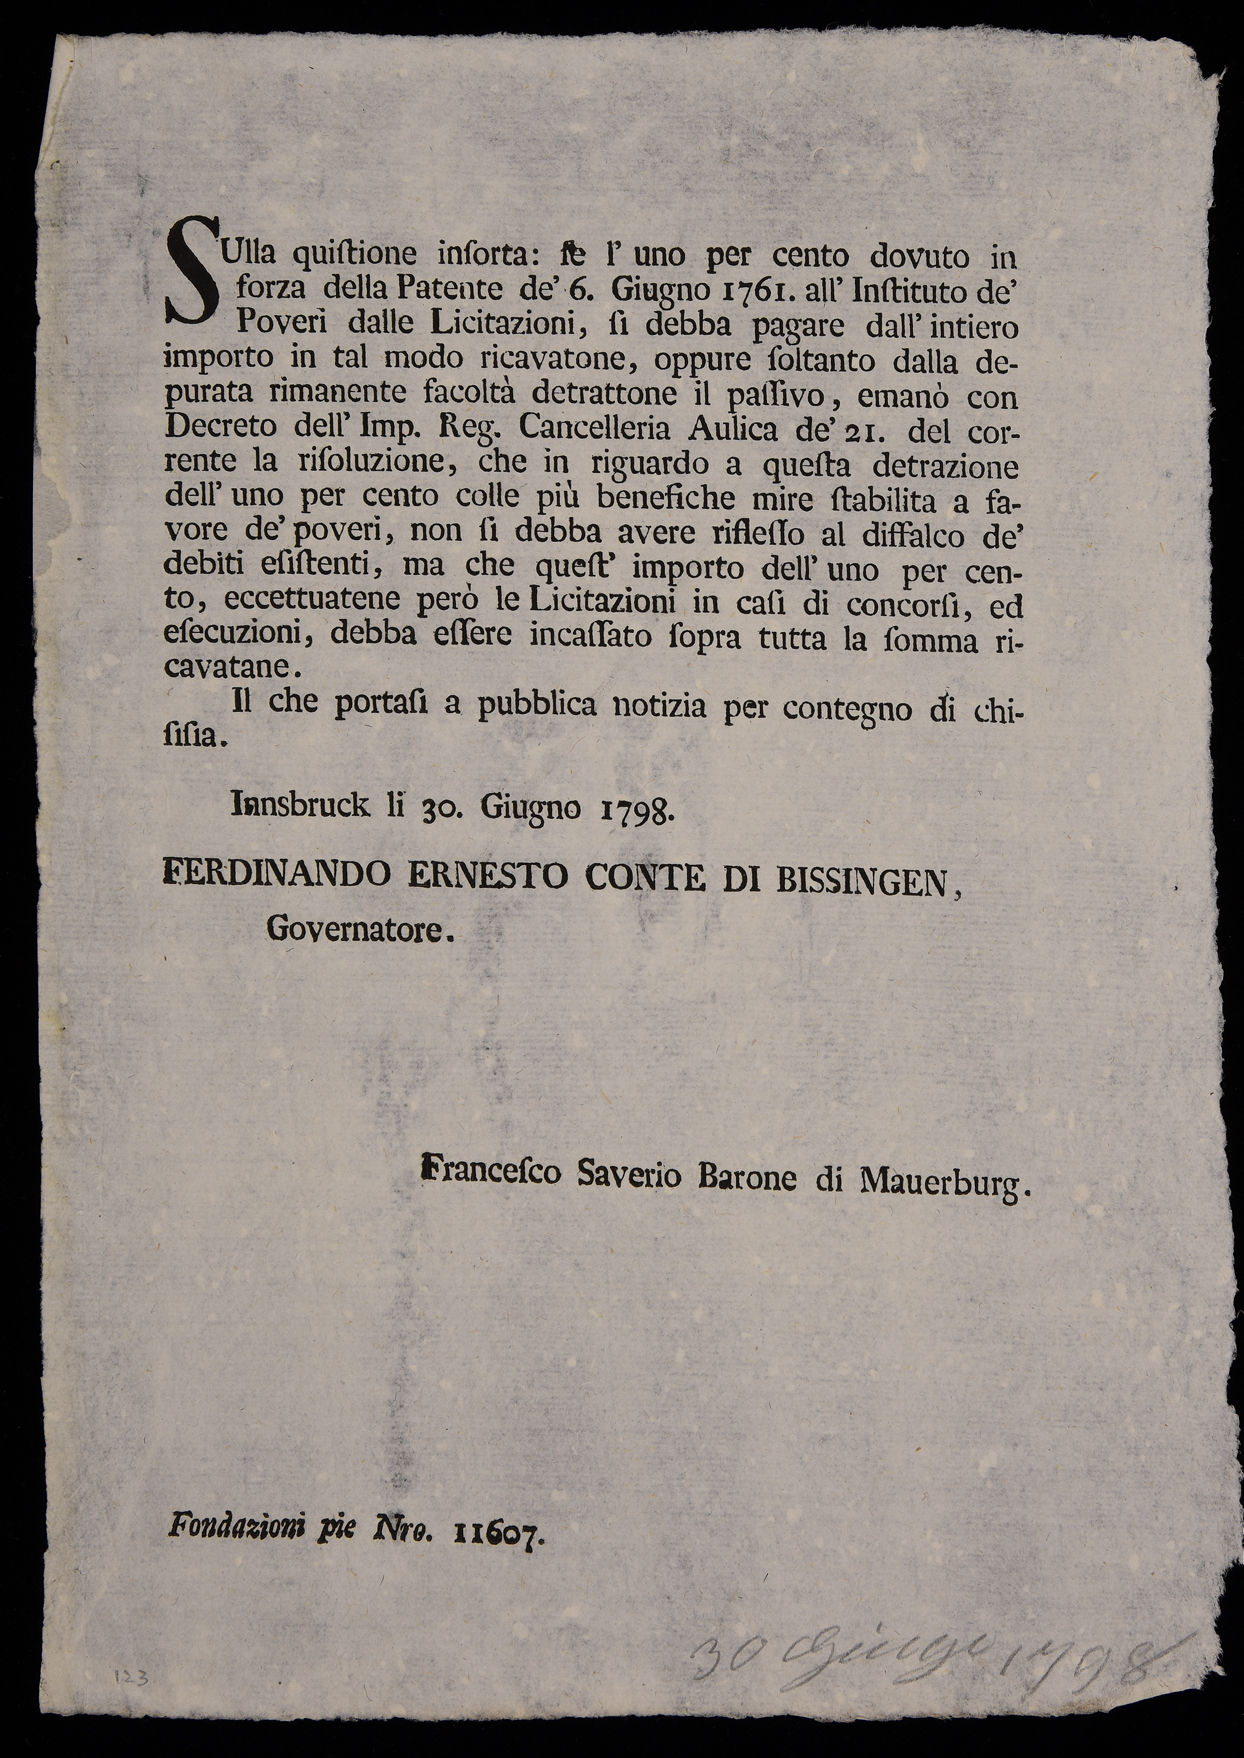 SUlla quiſtione inſorta: ſe l' uno per cento dovuto in
forza della Patente de' 6. Giugno 1761. all' Inſtituto de'
Poveri dalle Licitazioni, ſi debba pagare dall' intiero
importo in tal modo ricavatone, oppure ſoltanto dalla de-
purata rimanente facoltà detrattone il paſſivo, emanò con
Decreto dell' Imp. Reg. Cancelleria Aulica de' 21. del cor-
rente la riſoluzione, che in riguardo a queſta detrazione
dell' uno per cento colle più benefiche mire ſtabilita a fa-
vore de' poveri, non ſi debba avere rifleſſo al diffalco de'
debiti eſiſtenti, ma che queſt' importo dell' uno per cen-
to, eccettuatene però le Licitazioni in caſi di concorſi, ed
eſecuzioni, debba eſſere incaſſato ſopra tutta la ſomma ri-
cavatane.
Il che portaſi a pubblica notizia per contegno di chi-
ſiſia.
Innsbruck li 30. Giugno 1798.
FERDINANDO ERNESTO CONTE DI BISSINGEN,
Governatore.
Franceſco Saverio Barone di Mauerburg.
Fondazioni pie Nro. 11607.
30 Giugno 1798
123